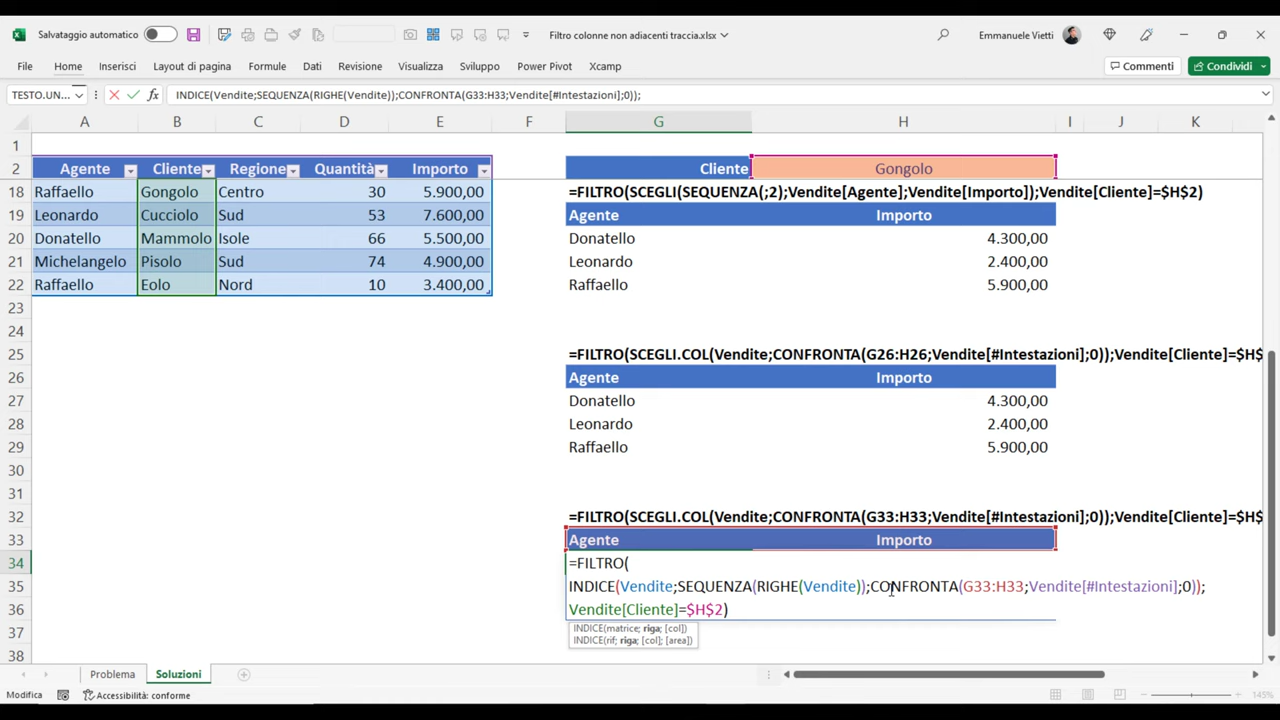 Salvataggio automatico
Filtro colonne non adiacenti traccia.xlsx
Emmanuele Vietti
File Home Inserisci Layout di pagina Formule Dati Revisione Visualizza Sviluppo Power Pivot Xcamp Commenti Condividi
TESTO.UN... fx INDICE(Vendite;SEQUENZA(RIGHE(Vendite));CONFRONTA(G33:H33;Vendite[#Intestazioni];0));
A B C D E F G H I J K
1
2 Agente Cliente Regione Quantità Importo Cliente Gongolo
18 Raffaello Gongolo Centro 30 5.900,00 =FILTRO(SCEGLI(SEQUENZA(;2);Vendite[Agente];Vendite[Importo]);Vendite[Cliente]=$H$2)
19 Leonardo Cucciolo Sud 53 7.600,00 Agente Importo
20 Donatello Mammolo Isole 66 5.500,00 Donatello 4.300,00
21 Michelangelo Pisolo Sud 74 4.900,00 Leonardo 2.400,00
22 Raffaello Eolo Nord 10 3.400,00 Raffaello 5.900,00
23
24
25 =FILTRO(SCEGLI.COL(Vendite;CONFRONTA(G26:H26;Vendite[#Intestazioni];0));Vendite[Cliente]=$H$
26 Agente Importo
27 Donatello 4.300,00
28 Leonardo 2.400,00
29 Raffaello 5.900,00
30
31
32 =FILTRO(SCEGLI.COL(Vendite;CONFRONTA(G33:H33;Vendite[#Intestazioni];0));Vendite[Cliente]=$H$
33 Agente Importo
34 =FILTRO(
35 INDICE(Vendite;SEQUENZA(RIGHE(Vendite));CONFRONTA(G33:H33;Vendite[#Intestazioni];0));
36 Vendite[Cliente]=$H$2)
37 INDICE(matrice; riga; [col])
INDICE(rif; riga; [col]; [area])
38
Problema Soluzioni
Modifica Accessibilità: conforme 145%